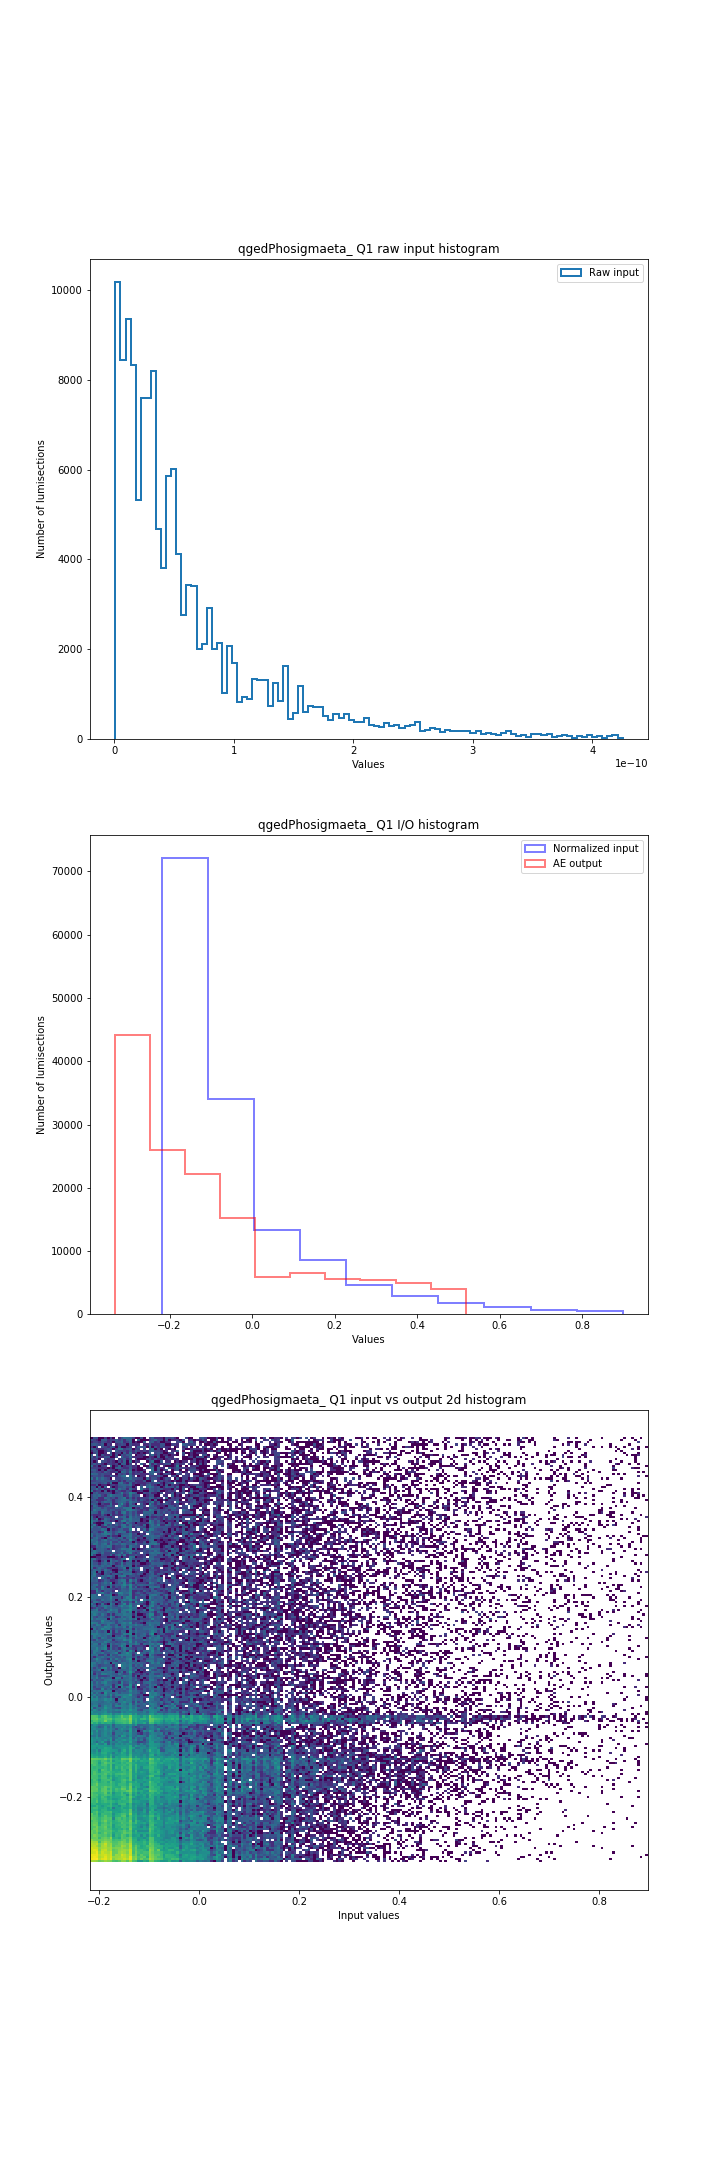 qgedPhosigmaeta_ Q1 raw input histogram
Raw input
10000
8000
6000
4000
2000
0
Number of lumisections
0 1 2 3 4
1e−10
Values
qgedPhosigmaeta_ Q1 I/O histogram
Normalized input
AE output
70000
60000
50000
40000
30000
20000
10000
0
Number of lumisections
−0.2 0.0 0.2 0.4 0.6 0.8
Values
qgedPhosigmaeta_ Q1 input vs output 2d histogram
0.4
0.2
0.0
−0.2
Output values
−0.2 0.0 0.2 0.4 0.6 0.8
Input values